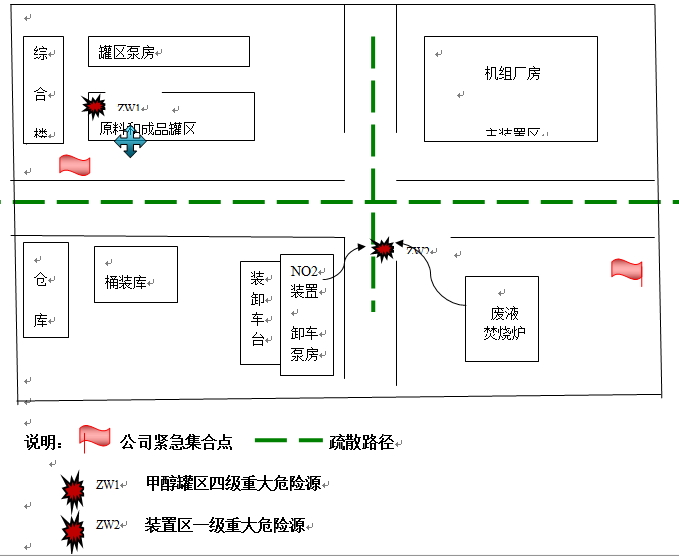 综
合
楼
罐区泵房
ZW1
原料和成品罐区
机组厂房
主装置区
仓
库
桶装库
装
卸
车
台
NO2
装置
卸车
泵房
ZW2
废液
焚烧炉
说明： 公司紧急集合点 疏散路径
ZW1 甲醇罐区四级重大危险源
ZW2 装置区一级重大危险源